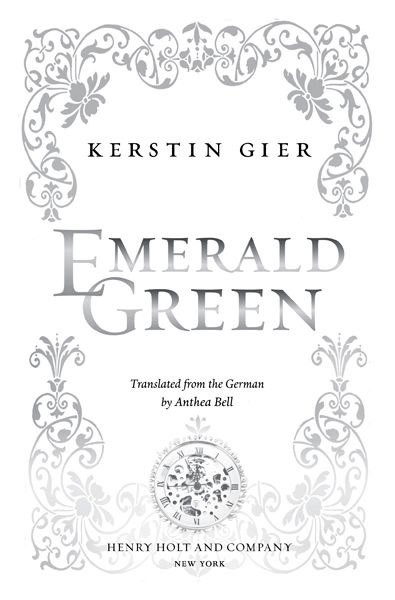 KERSTIN GIER
EMERALD
GREEN
Translated from the German
by Anthea Bell
HENRY HOLT AND COMPANY
NEW YORK